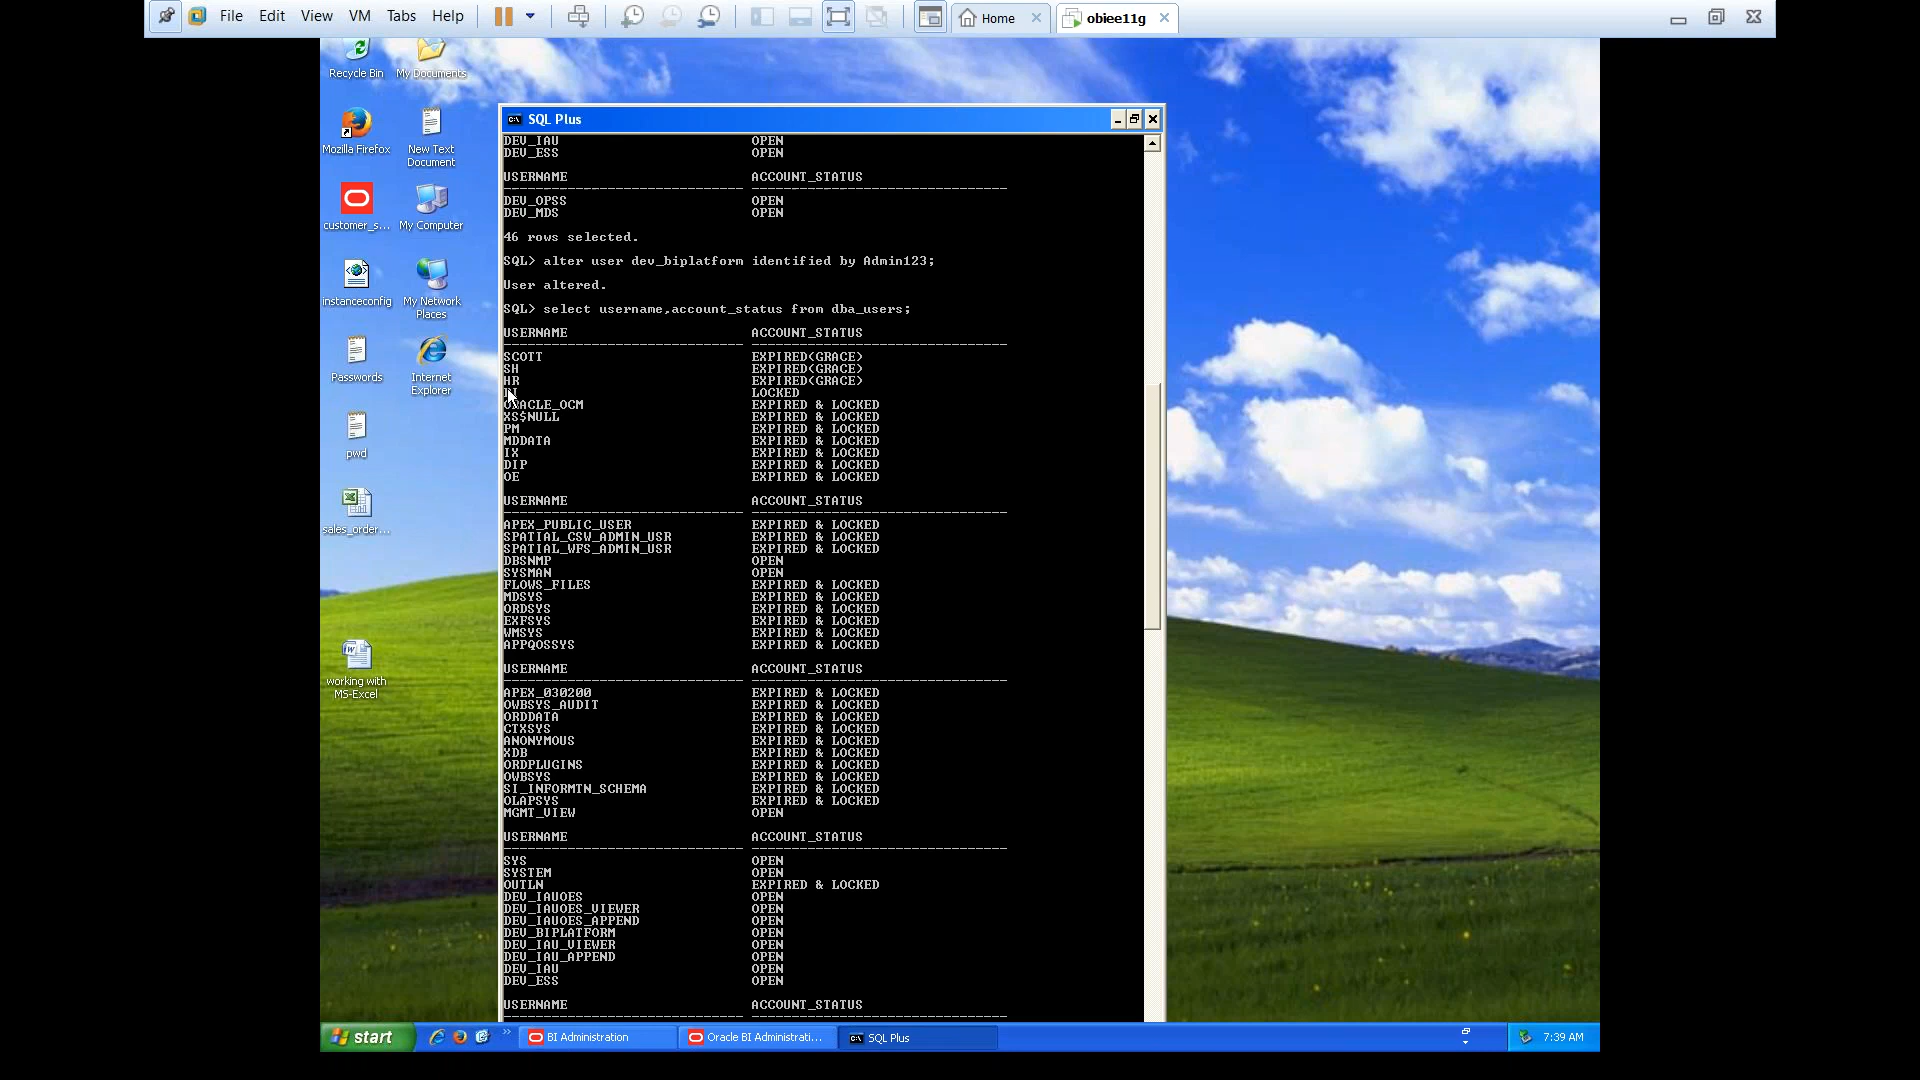 File Edit View VM Tabs Help
Home
obiee11g
Recycle Bin My Documents
Mozilla Firefox New Text Document
customer_s... My Computer
instanceconfig My Network Places
Passwords Internet Explorer
pwd
sales_order...
working with MS-Excel
SQL Plus
DEV_IAU OPEN
DEV_ESS OPEN
USERNAME ACCOUNT_STATUS
DEV_OPSS OPEN
DEV_MDS OPEN
46 rows selected.
SQL> alter user dev_biplatform identified by Admin123;
User altered.
SQL> select username,account_status from dba_users;
USERNAME ACCOUNT_STATUS
SCOTT EXPIRED(GRACE)
SH EXPIRED(GRACE)
HR EXPIRED(GRACE)
LOCKED
ORACLE_OCM EXPIRED & LOCKED
XS$NULL EXPIRED & LOCKED
PM EXPIRED & LOCKED
MDDATA EXPIRED & LOCKED
IX EXPIRED & LOCKED
DIP EXPIRED & LOCKED
OE EXPIRED & LOCKED
USERNAME ACCOUNT_STATUS
APEX_PUBLIC_USER EXPIRED & LOCKED
SPATIAL_CSW_ADMIN_USR EXPIRED & LOCKED
SPATIAL_WFS_ADMIN_USR EXPIRED & LOCKED
DBSNMP OPEN
SYSMAN OPEN
FLOWS_FILES EXPIRED & LOCKED
MDSYS EXPIRED & LOCKED
ORDSYS EXPIRED & LOCKED
EXFSYS EXPIRED & LOCKED
WMSYS EXPIRED & LOCKED
APPQOSSYS EXPIRED & LOCKED
USERNAME ACCOUNT_STATUS
APEX_030200 EXPIRED & LOCKED
OWBSYS_AUDIT EXPIRED & LOCKED
ORDDATA EXPIRED & LOCKED
CTXSYS EXPIRED & LOCKED
ANONYMOUS EXPIRED & LOCKED
XDB EXPIRED & LOCKED
ORDPLUGINS EXPIRED & LOCKED
OWBSYS EXPIRED & LOCKED
SI_INFORMTN_SCHEMA EXPIRED & LOCKED
OLAPSYS EXPIRED & LOCKED
MGMT_VIEW OPEN
USERNAME ACCOUNT_STATUS
SYS OPEN
SYSTEM OPEN
OUTLN EXPIRED & LOCKED
DEV_IAUOES OPEN
DEV_IAUOES_VIEWER OPEN
DEV_IAUOES_APPEND OPEN
DEV_BIPLATFORM OPEN
DEV_IAU_VIEWER OPEN
DEV_IAU_APPEND OPEN
DEV_IAU OPEN
DEV_ESS OPEN
USERNAME ACCOUNT_STATUS
start BI Administration Oracle BI Administrati... SQL Plus 7:39 AM